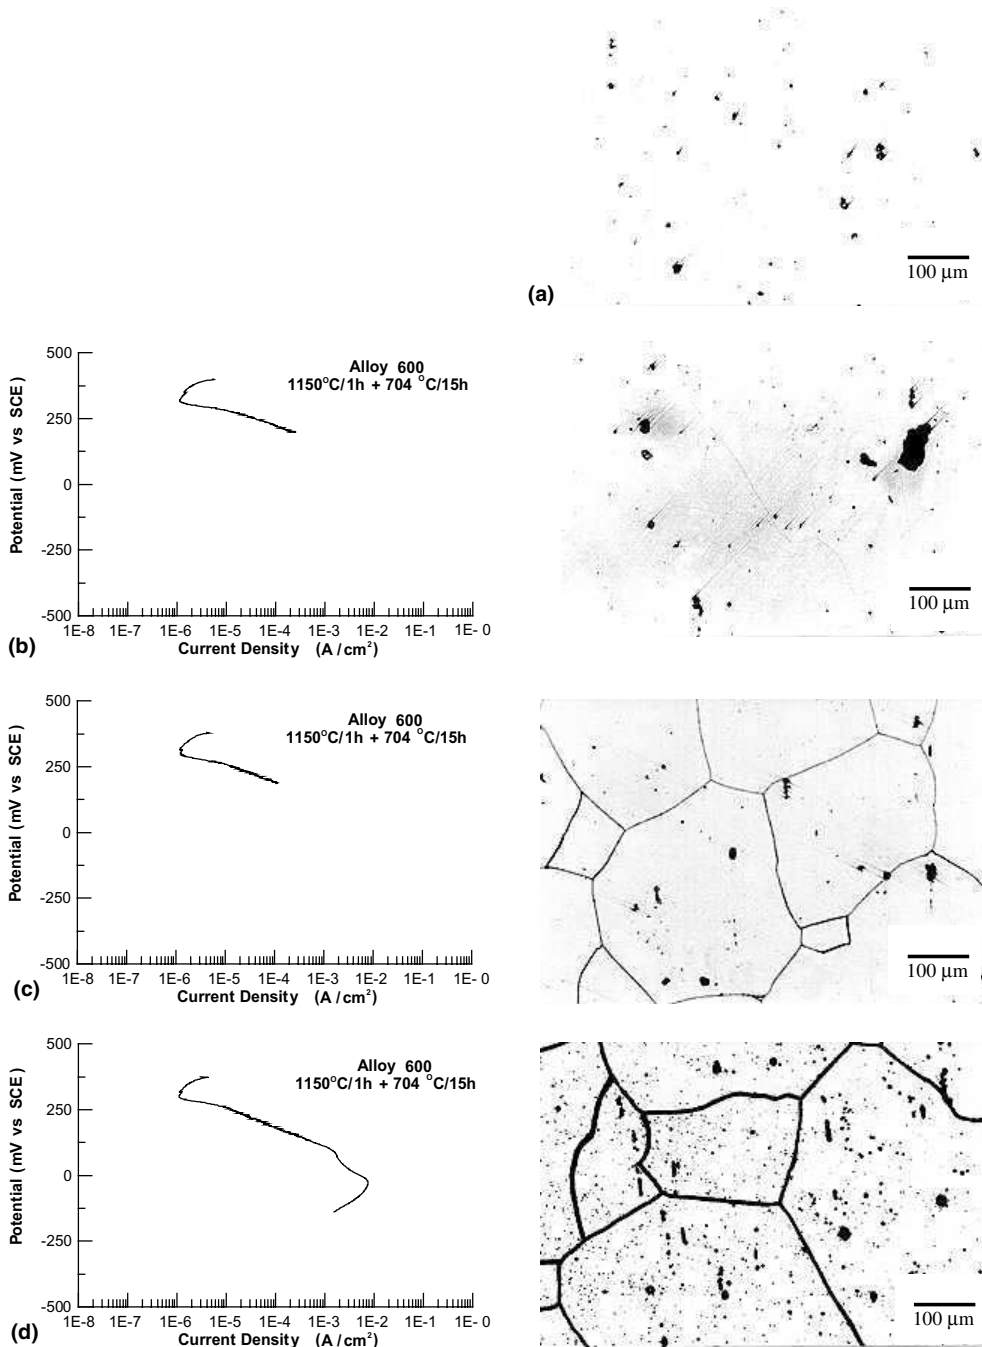 100 µm
(a)
500
250
0
-250
-500
Potential (mV vs SCE)
Alloy 600
1150°C/1h + 704 °C/15h
1E-8 1E-7 1E-6 1E-5 1E-4 1E-3 1E-2 1E-1 1E-0
Current Density (A/cm²)
(b)
100 µm
500
250
0
-250
-500
Potential (mV vs SCE)
Alloy 600
1150°C/1h + 704 °C/15h
1E-8 1E-7 1E-6 1E-5 1E-4 1E-3 1E-2 1E-1 1E-0
Current Density (A/cm²)
(c)
100 µm
500
250
0
-250
-500
Potential (mV vs SCE)
Alloy 600
1150°C/1h + 704 °C/15h
1E-8 1E-7 1E-6 1E-5 1E-4 1E-3 1E-2 1E-1 1E-0
Current Density (A/cm²)
(d)
100 µm